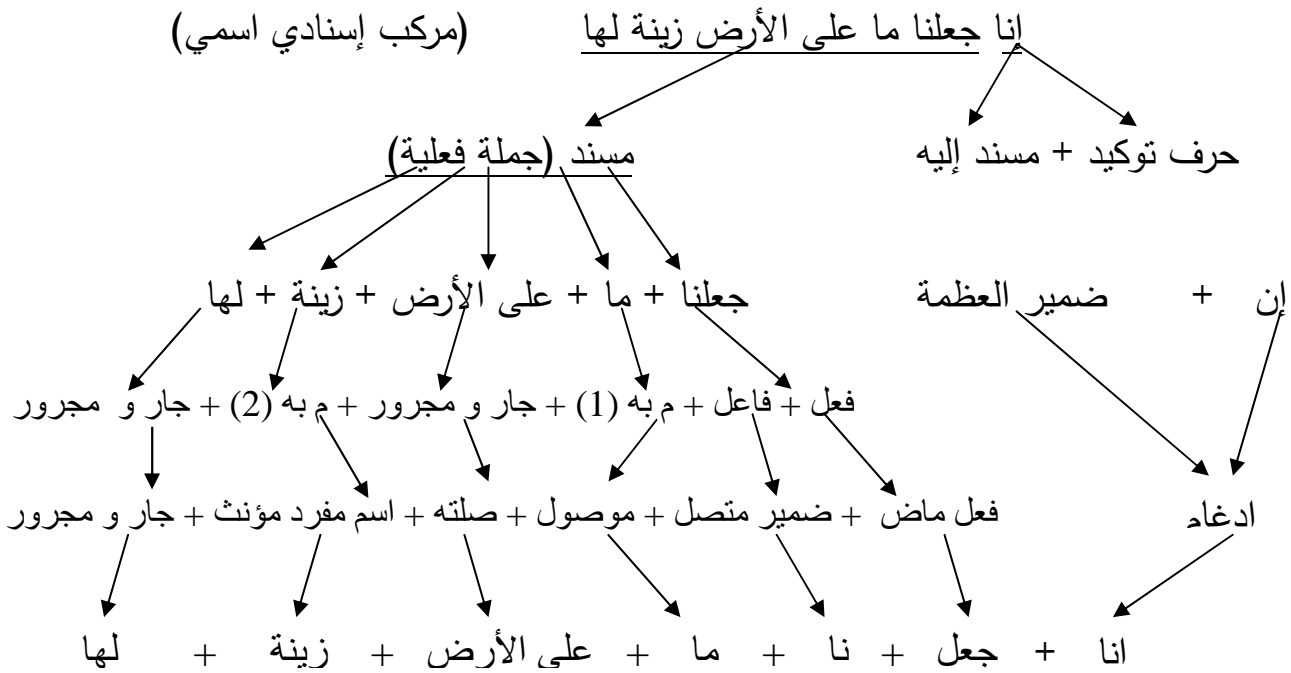 إنا جعلنا ما على الأرض زينة لها (مركب إسنادي اسمي)
حرف توكيد + مسند إليه مسند (جملة فعلية)
إن + ضمير العظمة جعلنا + ما + على الأرض + زينة + لها
فعل + فاعل + م به (1) + جار و مجرور + م به (2) + جار و مجرور
ادغام فعل ماض + ضمير متصل + موصول + صلته + اسم مفرد مؤنث + جار و مجرور
انا + جعل + نا + ما + على الأرض + زينة + لها